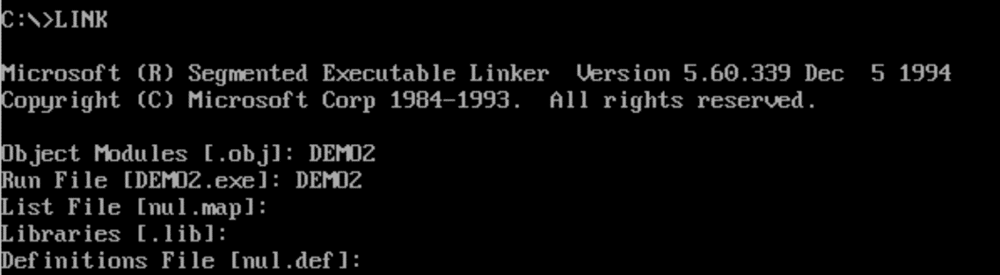 C:\>LINK
Microsoft (R) Segmented Executable Linker  Version 5.60.339 Dec  5 1994
Copyright (C) Microsoft Corp 1984-1993.  All rights reserved.
Object Modules [.obj]: DEMO2
Run File [DEMO2.exe]: DEMO2
List File [nul.map]:
Libraries [.lib]:
Definitions File [nul.def]: